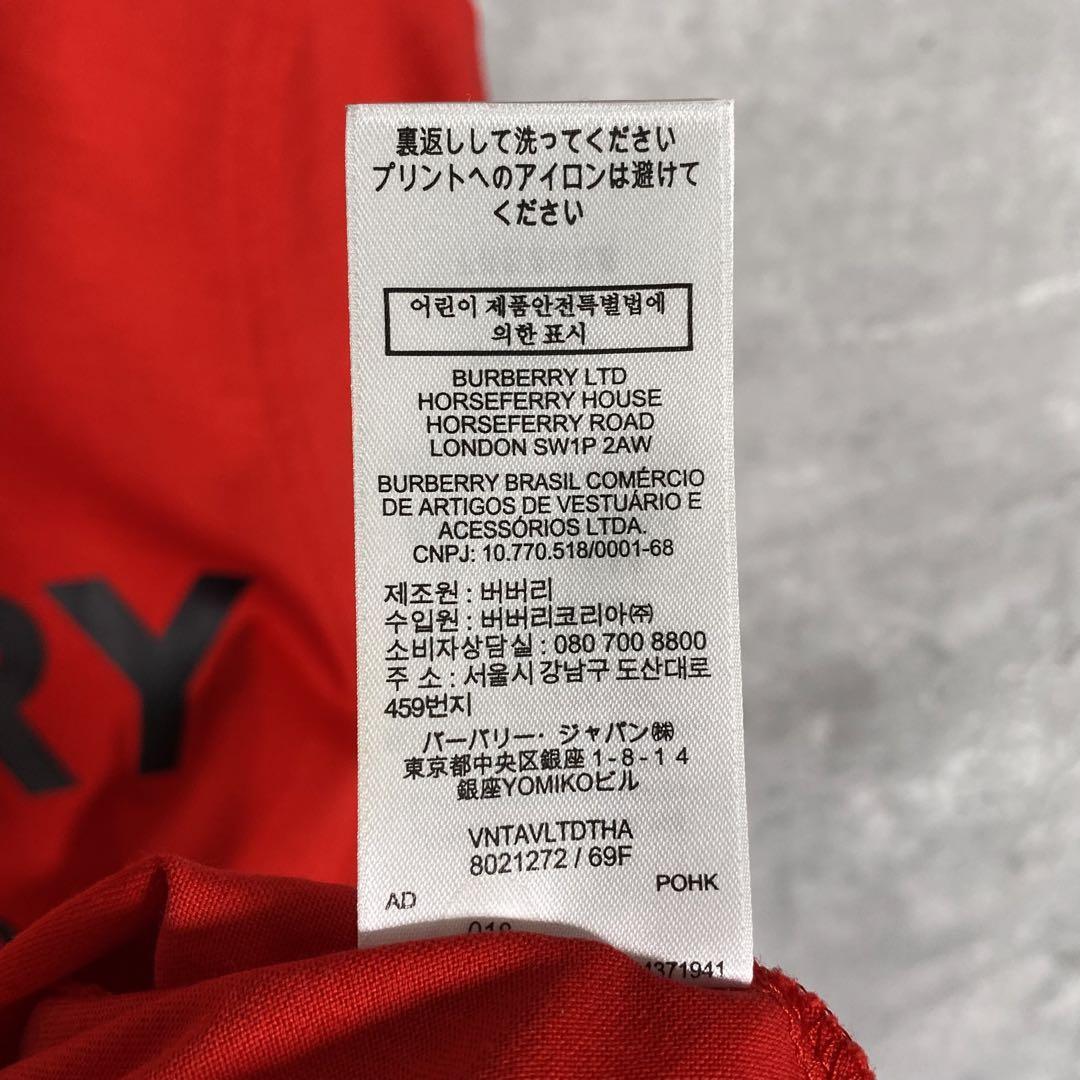 裏返しして洗ってください
プリントへのアイロンは避けて
ください
어린이 제품안전특별법에
의한 표시
BURBERRY LTD
HORSEFERRY HOUSE
HORSEFERRY ROAD
LONDON SW1P 2AW
BURBERRY BRASIL COMÉRCIO
DE ARTIGOS DE VESTUÁRIO E
ACESSÓRIOS LTDA.
CNPJ: 10.770.518/0001-68
제조원 : 버버리
수입원 : 버버리코리아㈜
소비자상담실 : 080 700 8800
주 소 : 서울시 강남구 도산대로
459번지
バーバリー・ジャパン㈱
東京都中央区銀座 1 - 8 - 1 4
銀座YOMIKOビル
VNTAVLTDTHA
8021272 / 69F
POHK
AD
4371941
RY